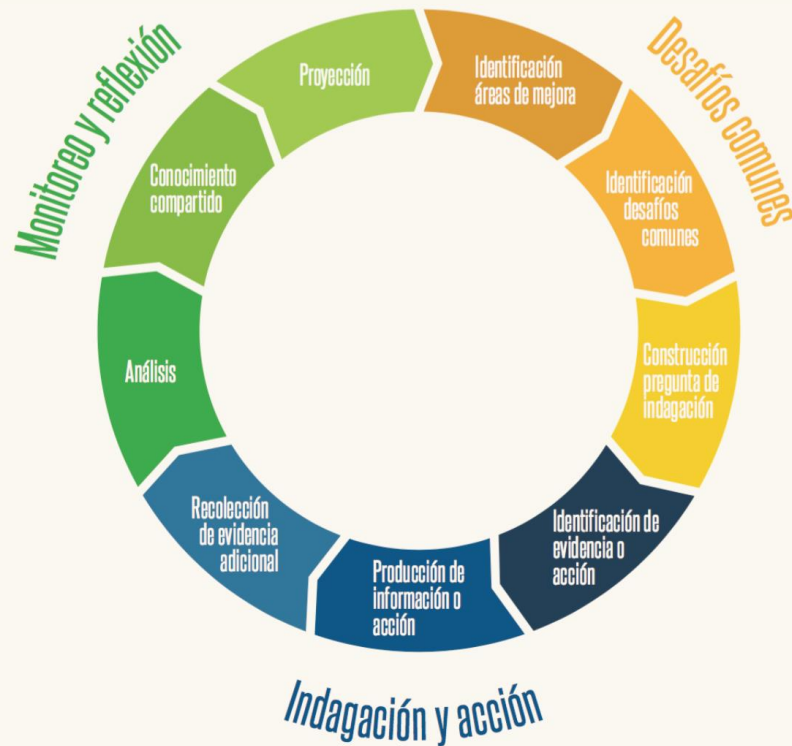 Desafíos comunes
Identificación
áreas de mejora
Identificación
desafíos
comunes
Construcción
pregunta de
indagación
Indagación y acción
Identificación de
evidencia o
acción
Producción de
información o
acción
Recolección
de evidencia
adicional
Monitoreo y reflexión
Análisis
Conocimiento
compartido
Proyección